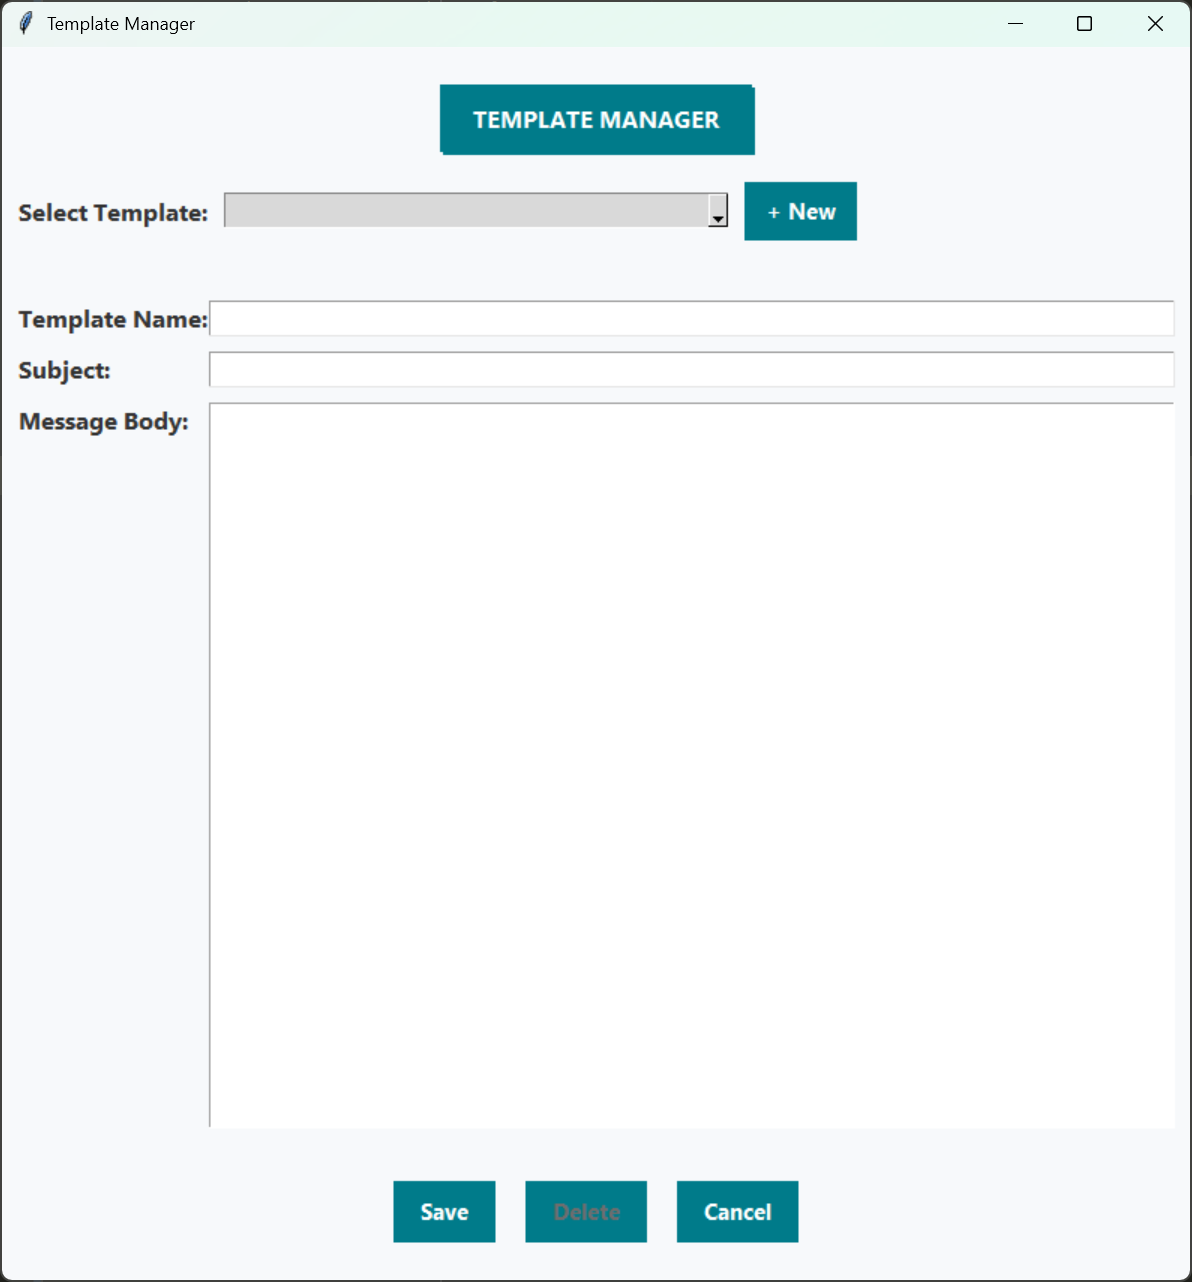 Template Manager
TEMPLATE MANAGER
Select Template:
+ New
Template Name:
Subject:
Message Body:
Save Delete Cancel